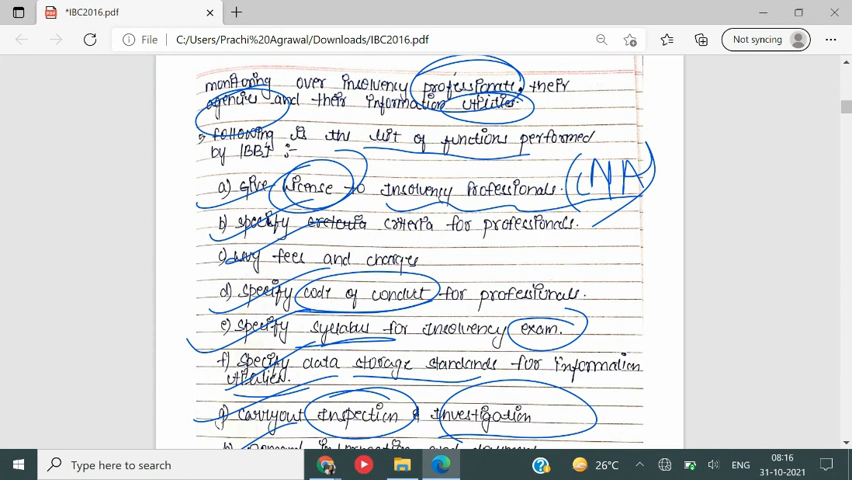 *IBC2016.pdf
File
C:/Users/Prachi%20Agrawal/Downloads/IBC2016.pdf
Not syncing
monitoring over insolvency professionals, their
agencies and their information utilities.
following is the list of functions performed
by IBBI :-
a) Give license to Insolvency Professionals.
b) specify criteria for professionals.
c) levy fees and charges
d) specify code of conduct for professionals.
e) specify syllabus for insolvency exam.
f) specify data storage standards for information
utilities.
g) carryout inspection & Investigation
Type here to search
26°C
ENG
08:16
31-10-2021